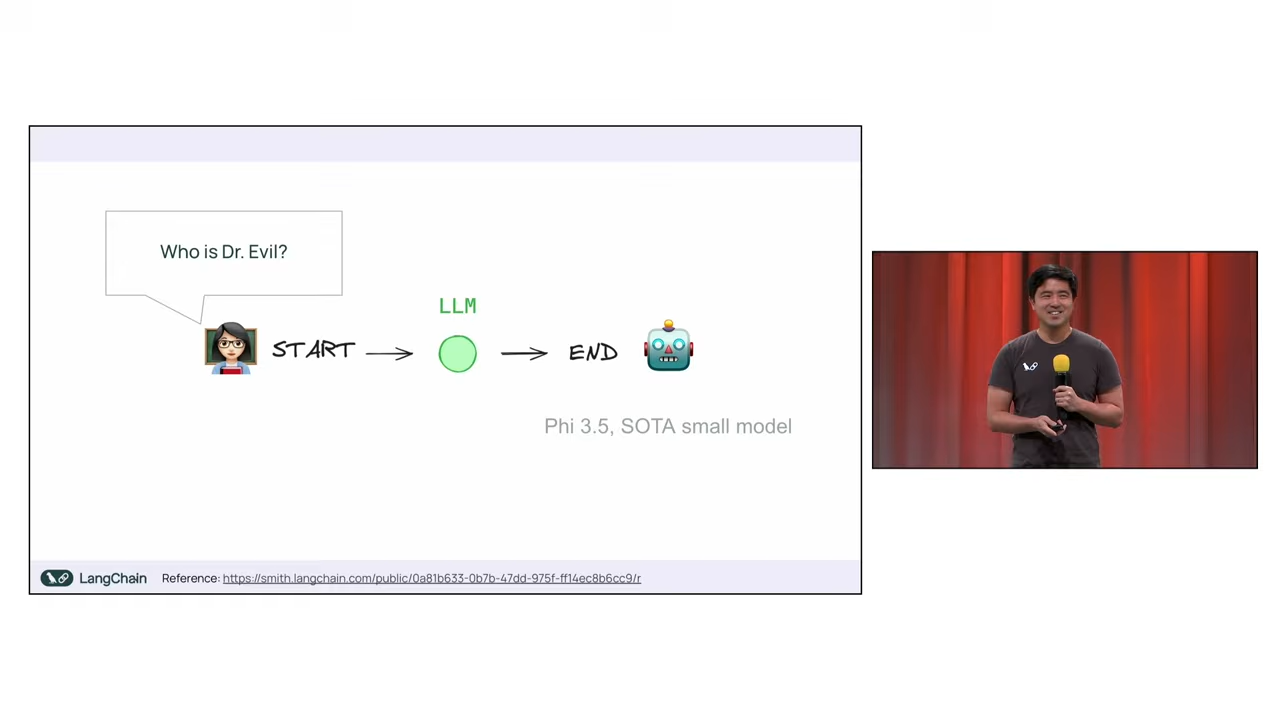 Who is Dr. Evil?
LLM
START
END
Phi 3.5, SOTA small model
LangChain
Reference: https://smith.langchain.com/public/0a81b633-0b7b-47dd-975f-ff14ec8b6cc9/r